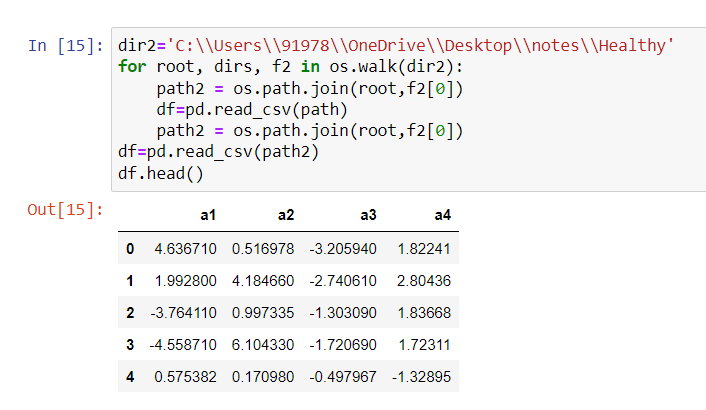 In [15]: dir2='C:\\Users\\91978\\OneDrive\\Desktop\\notes\\Healthy'
for root, dirs, f2 in os.walk(dir2):
    path2 = os.path.join(root,f2[0])
    df=pd.read_csv(path)
    path2 = os.path.join(root,f2[0])
df=pd.read_csv(path2)
df.head()
Out[15]:
a1 a2 a3 a4
0 4.636710 0.516978 -3.205940 1.82241
1 1.992800 4.184660 -2.740610 2.80436
2 -3.764110 0.997335 -1.303090 1.83668
3 -4.558710 6.104330 -1.720690 1.72311
4 0.575382 0.170980 -0.497967 -1.32895